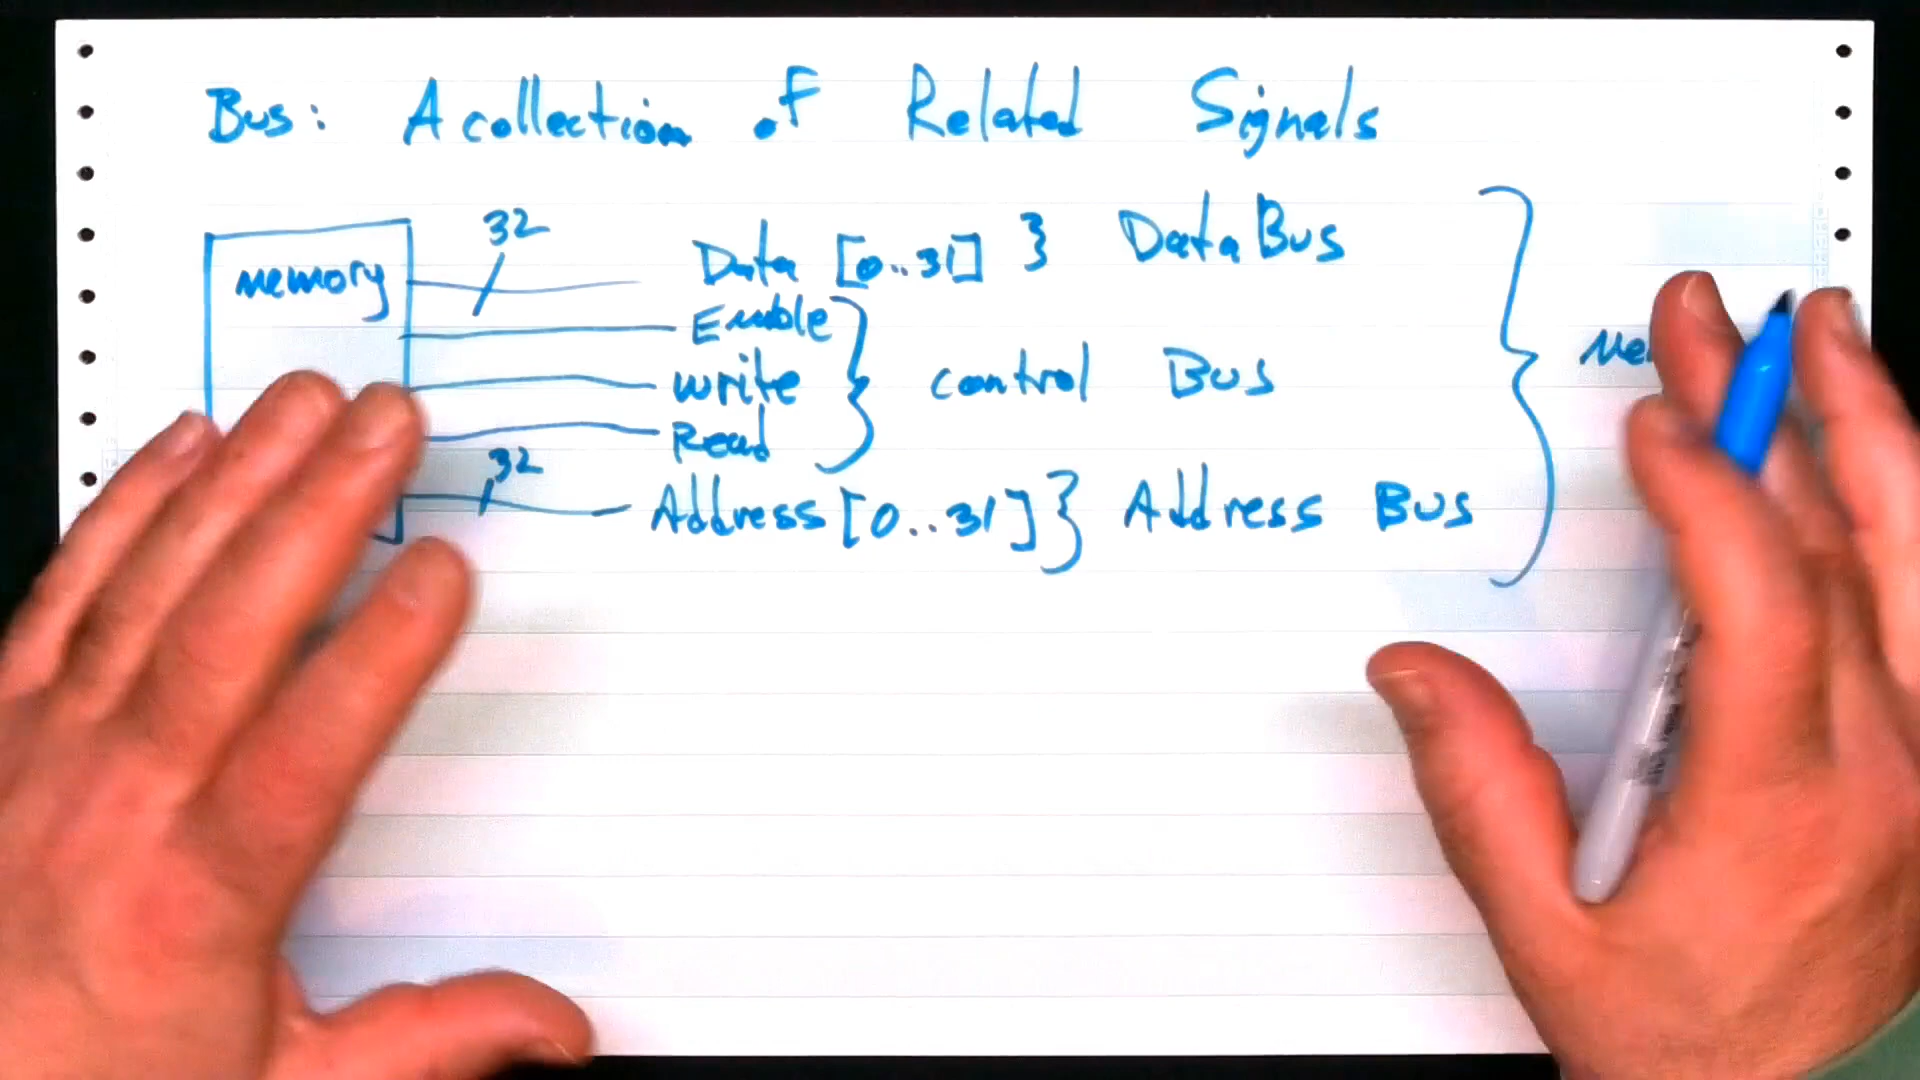 Bus: A collection of Related Signals
32
memory
Data [0..31] } Data Bus
Enable
write
control Bus
Read
32
Address [0..31] } Address Bus